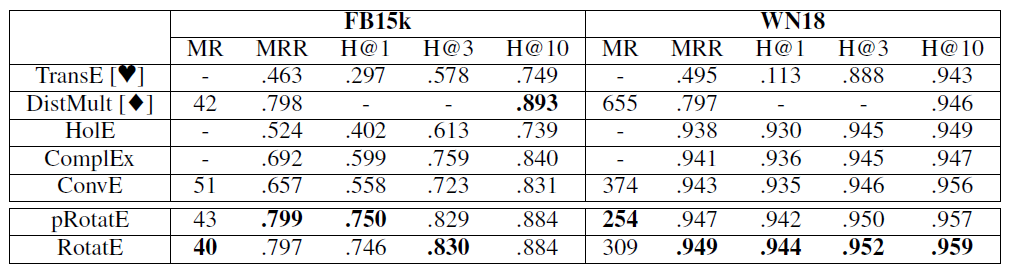 FB15k WN18
MR MRR H@1 H@3 H@10 MR MRR H@1 H@3 H@10
TransE [♥] - .463 .297 .578 .749 - .495 .113 .888 .943
DistMult [♦] 42 .798 - - .893 655 .797 - - .946
HolE - .524 .402 .613 .739 - .938 .930 .945 .949
ComplEx - .692 .599 .759 .840 - .941 .936 .945 .947
ConvE 51 .657 .558 .723 .831 374 .943 .935 .946 .956
pRotatE 43 .799 .750 .829 .884 254 .947 .942 .950 .957
RotatE 40 .797 .746 .830 .884 309 .949 .944 .952 .959